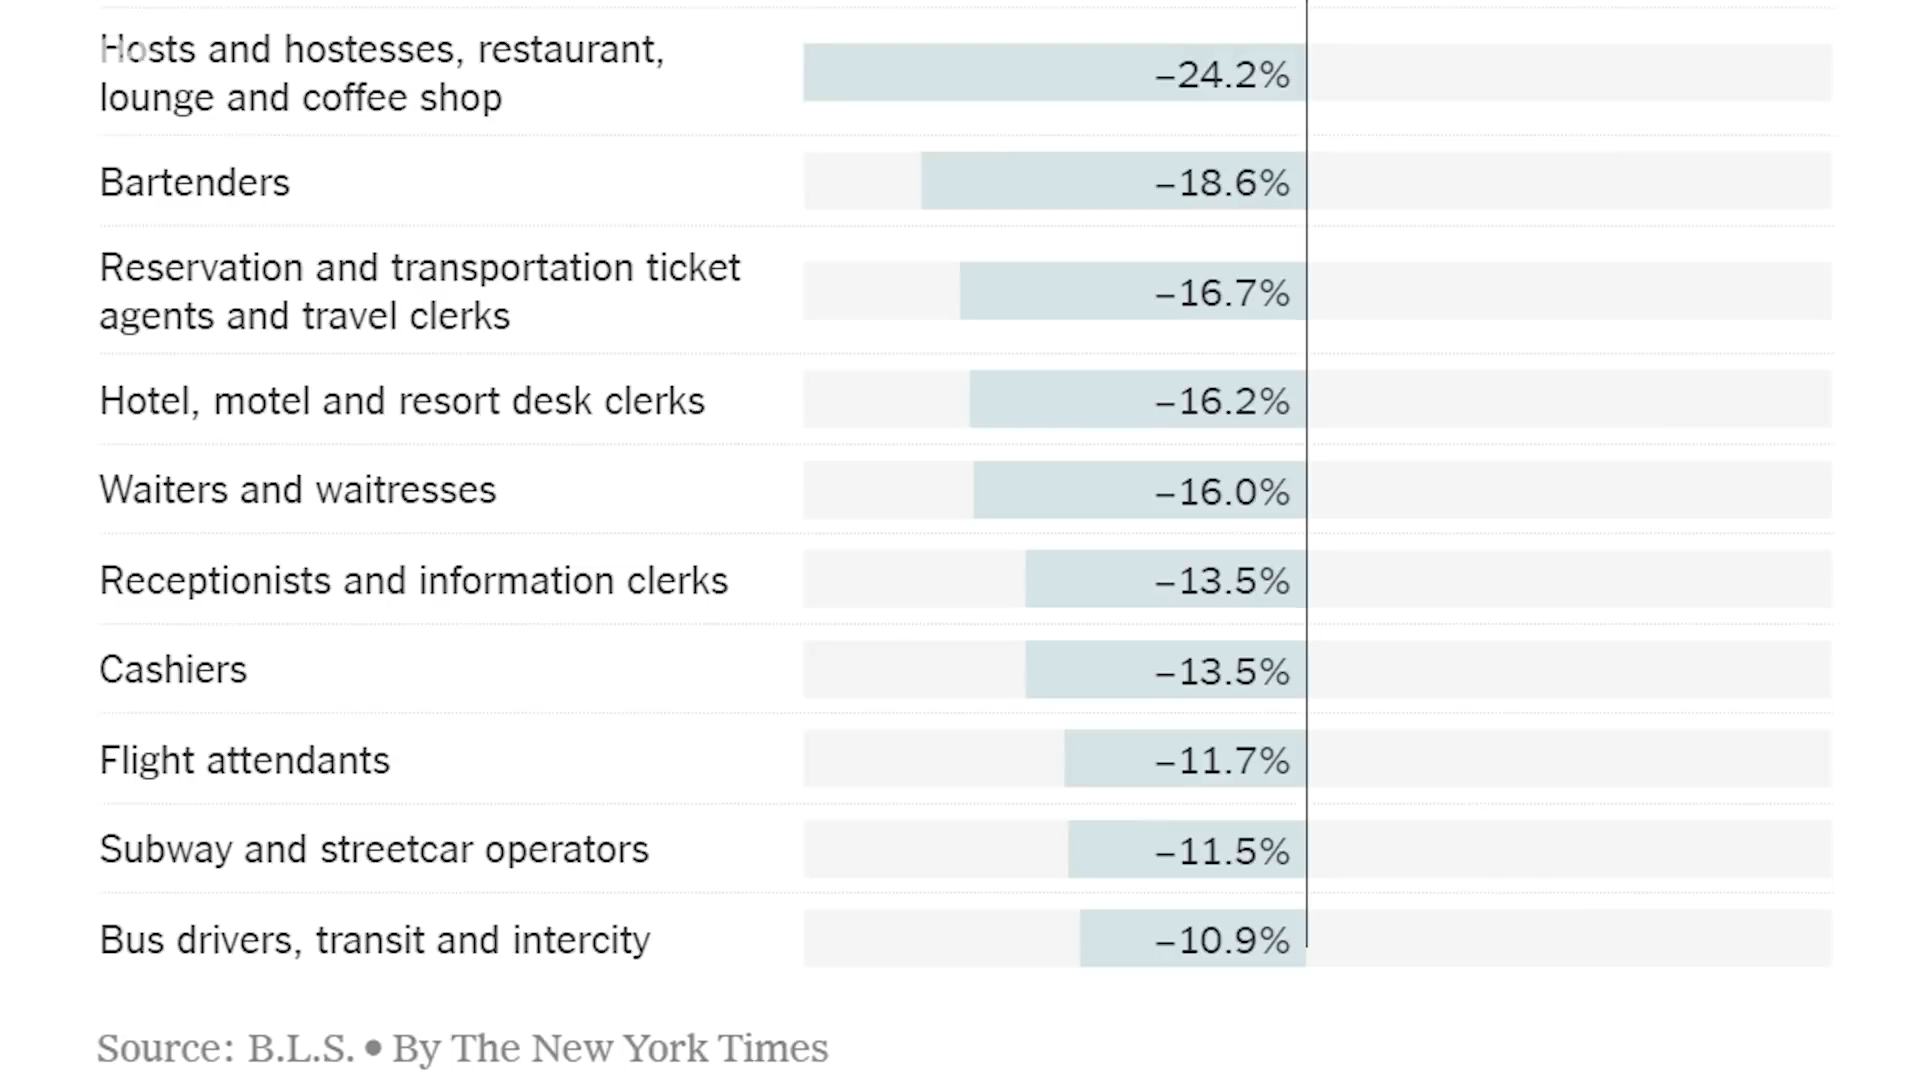 Hosts and hostesses, restaurant,
lounge and coffee shop
–24.2%
Bartenders
–18.6%
Reservation and transportation ticket
agents and travel clerks
–16.7%
Hotel, motel and resort desk clerks
–16.2%
Waiters and waitresses
–16.0%
Receptionists and information clerks
–13.5%
Cashiers
–13.5%
Flight attendants
–11.7%
Subway and streetcar operators
–11.5%
Bus drivers, transit and intercity
–10.9%
Source: B.L.S. • By The New York Times